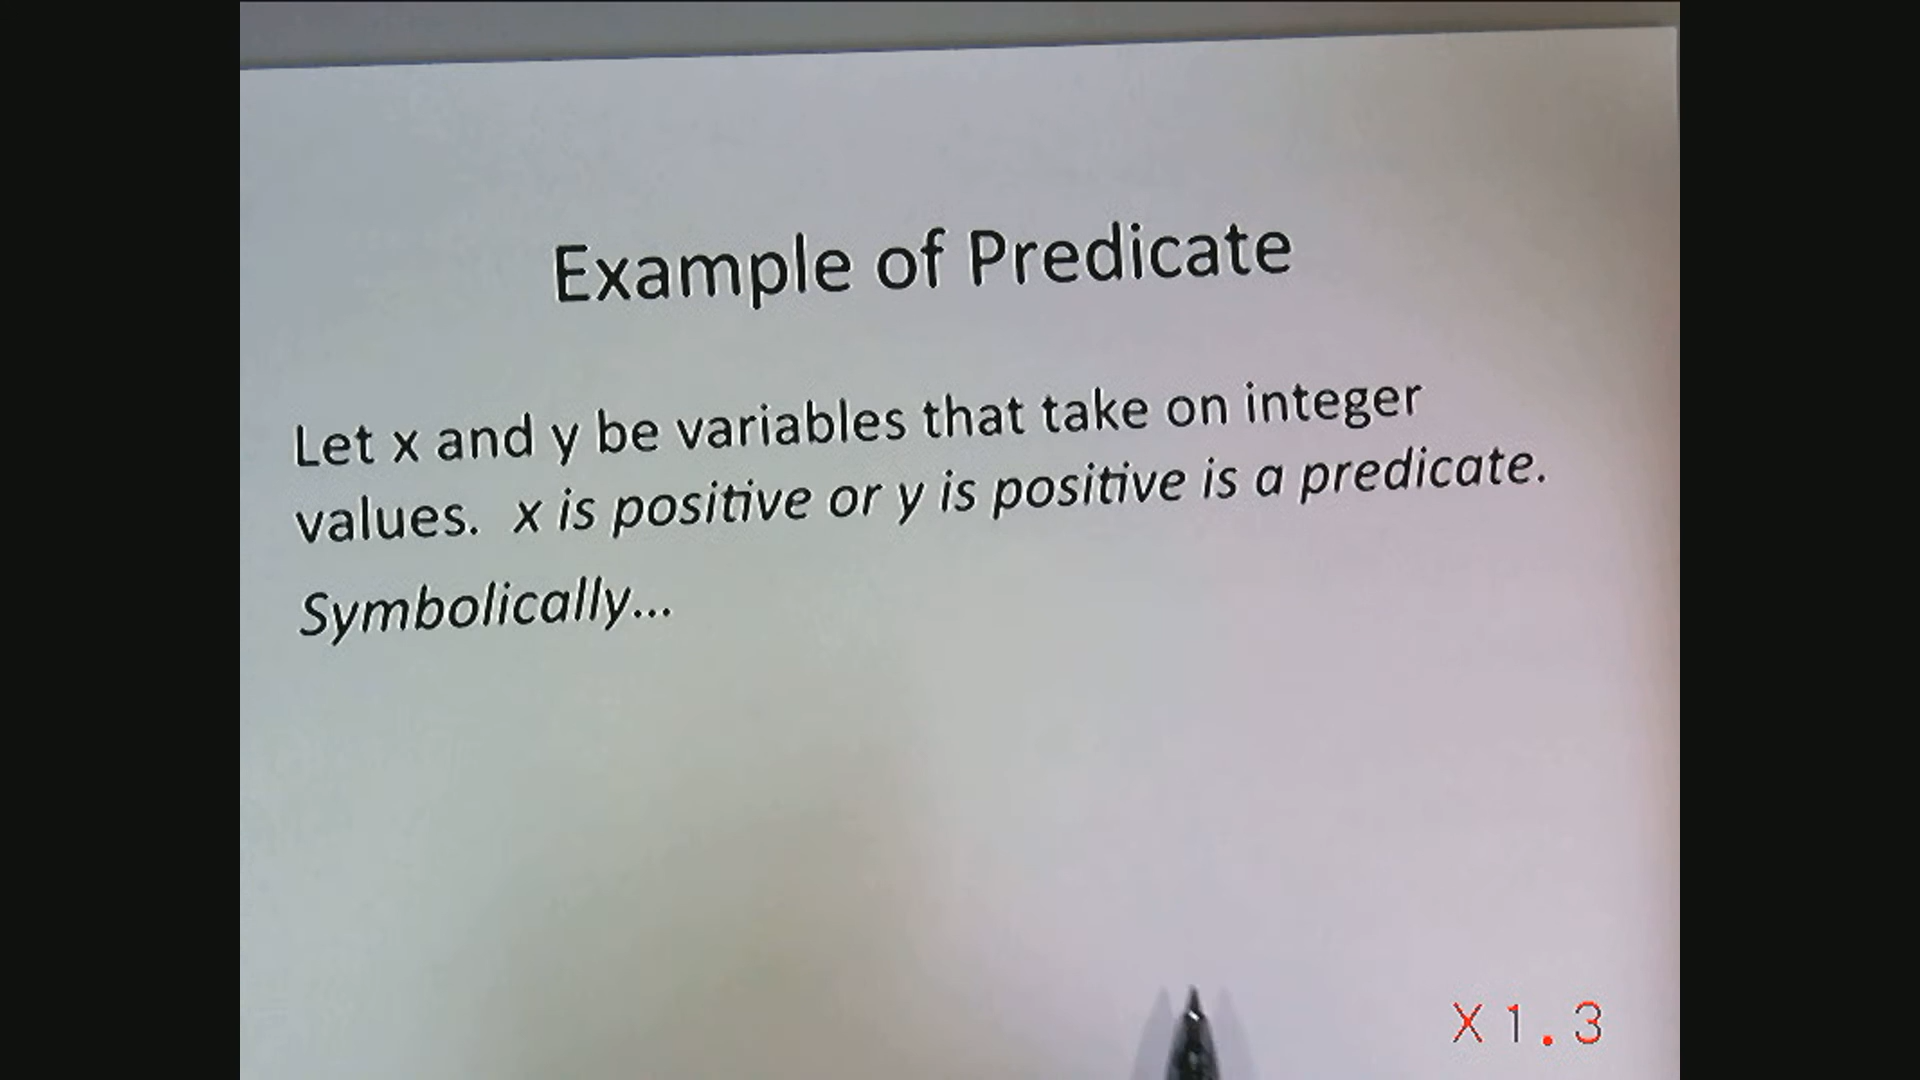 Example of Predicate
Let x and y be variables that take on integer
values. x is positive or y is positive is a predicate.
Symbolically...
X1.3